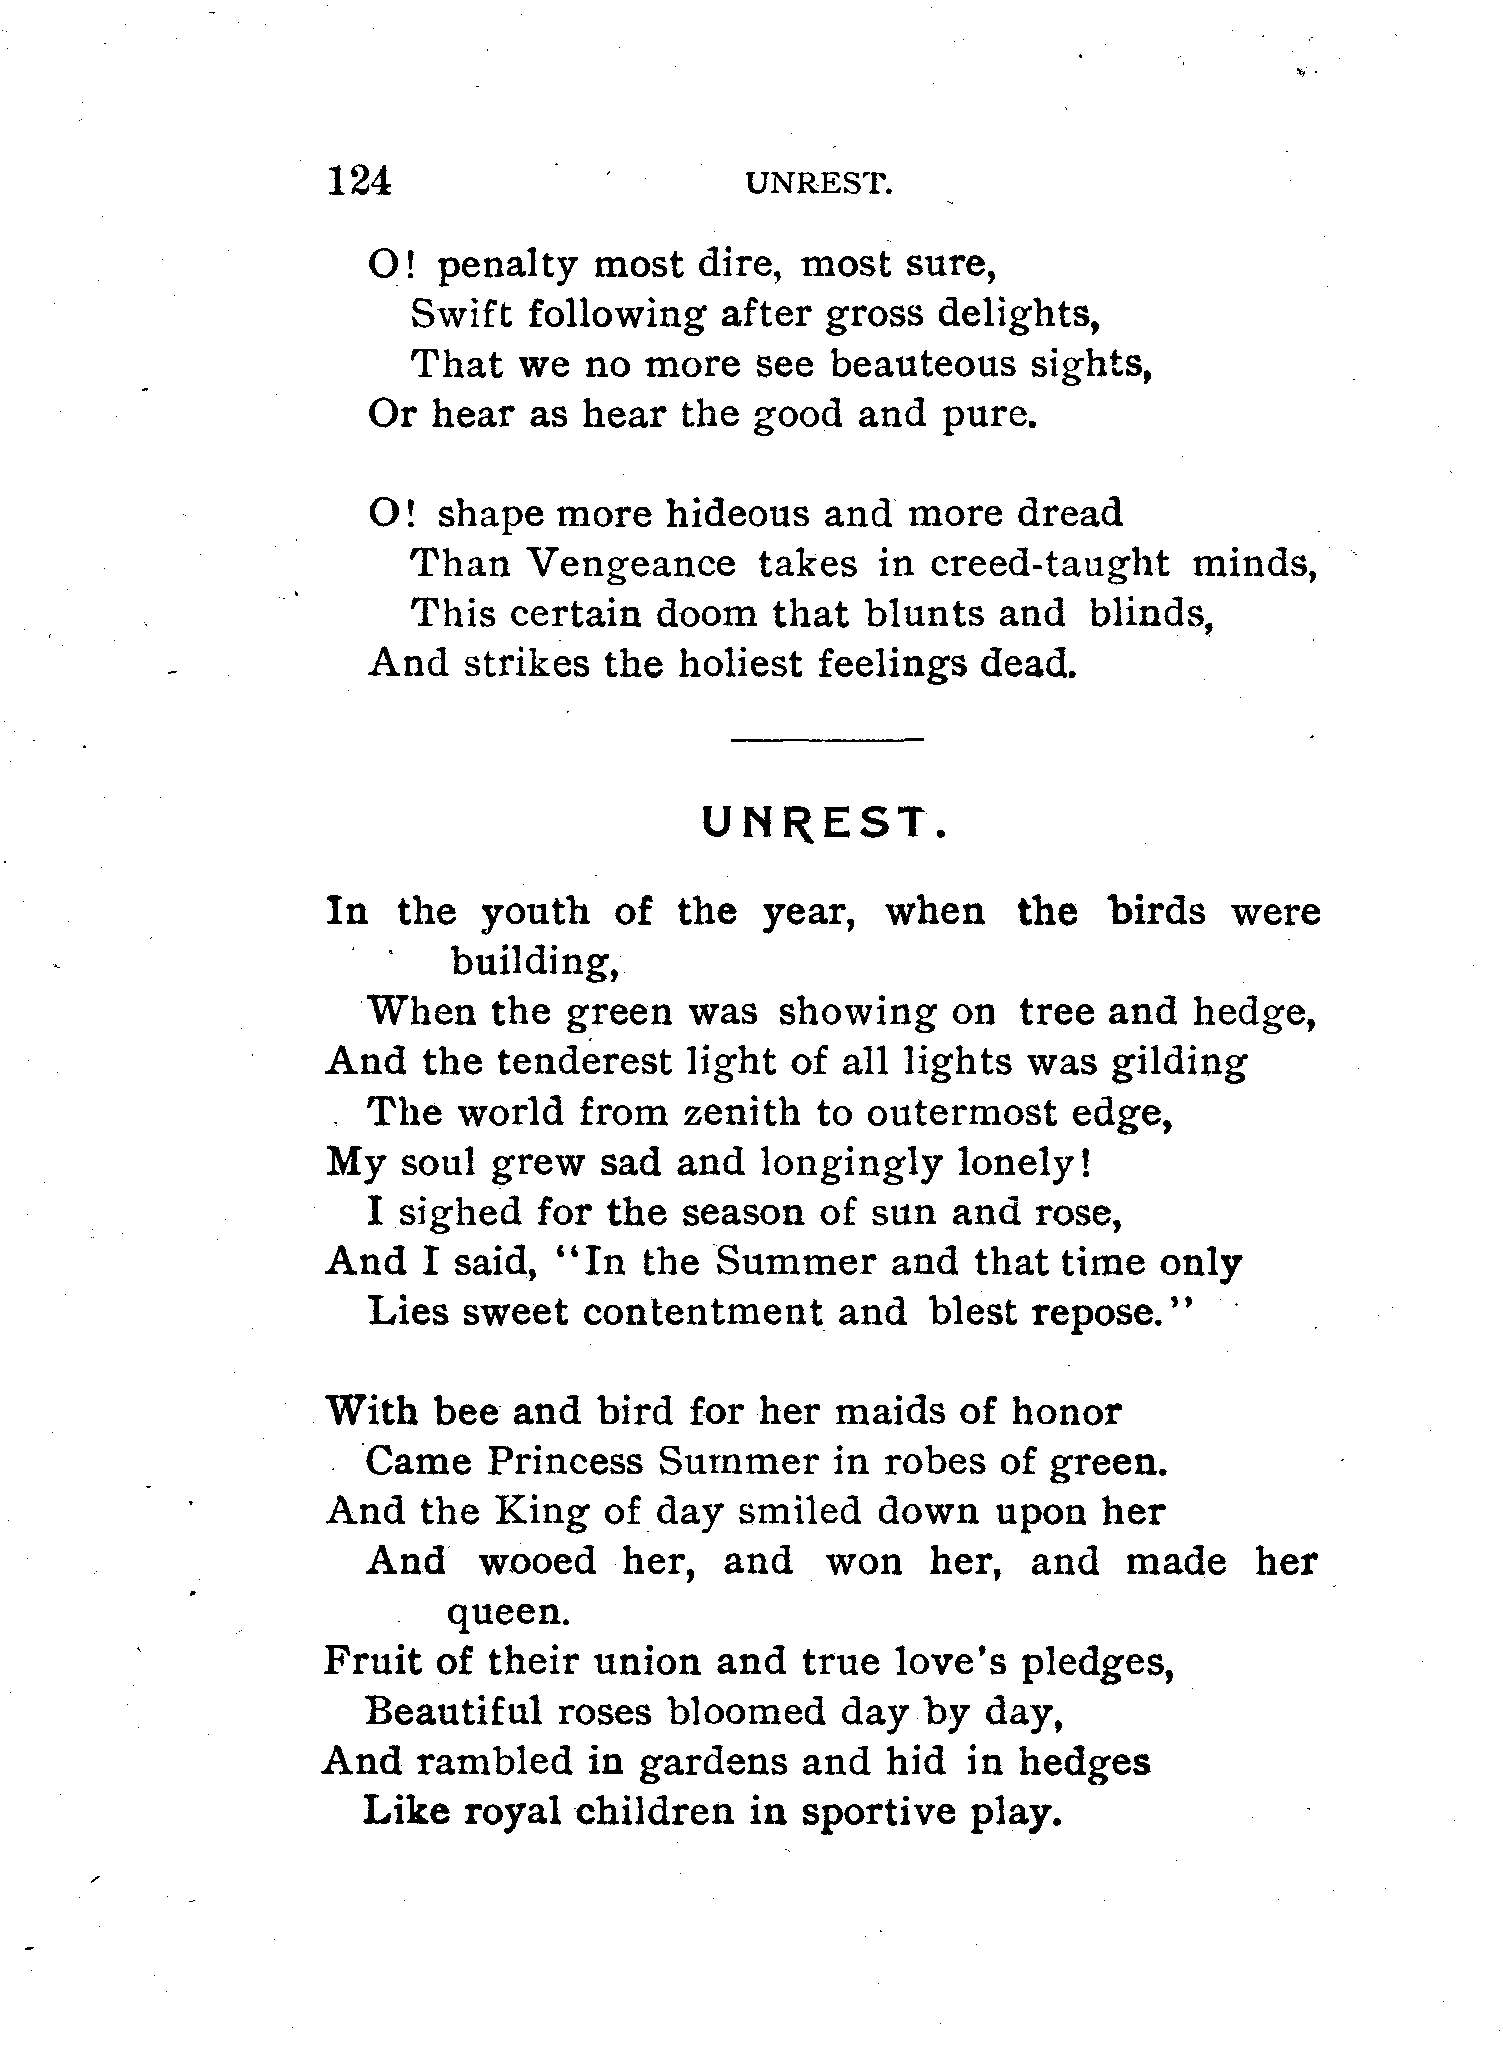 124 UNREST.
O! penalty most dire, most sure,
Swift following after gross delights,
That we no more see beauteous sights,
Or hear as hear the good and pure.
O! shape more hideous and more dread
Than Vengeance takes in creed-taught minds,
This certain doom that blunts and blinds,
And strikes the holiest feelings dead.
UNREST.
In the youth of the year, when the birds were
building,
When the green was showing on tree and hedge,
And the tenderest light of all lights was gilding
The world from zenith to outermost edge,
My soul grew sad and longingly lonely!
I sighed for the season of sun and rose,
And I said, "In the Summer and that time only
Lies sweet contentment and blest repose."
With bee and bird for her maids of honor
Came Princess Summer in robes of green.
And the King of day smiled down upon her
And wooed her, and won her, and made her
queen.
Fruit of their union and true love's pledges,
Beautiful roses bloomed day by day,
And rambled in gardens and hid in hedges
Like royal children in sportive play.